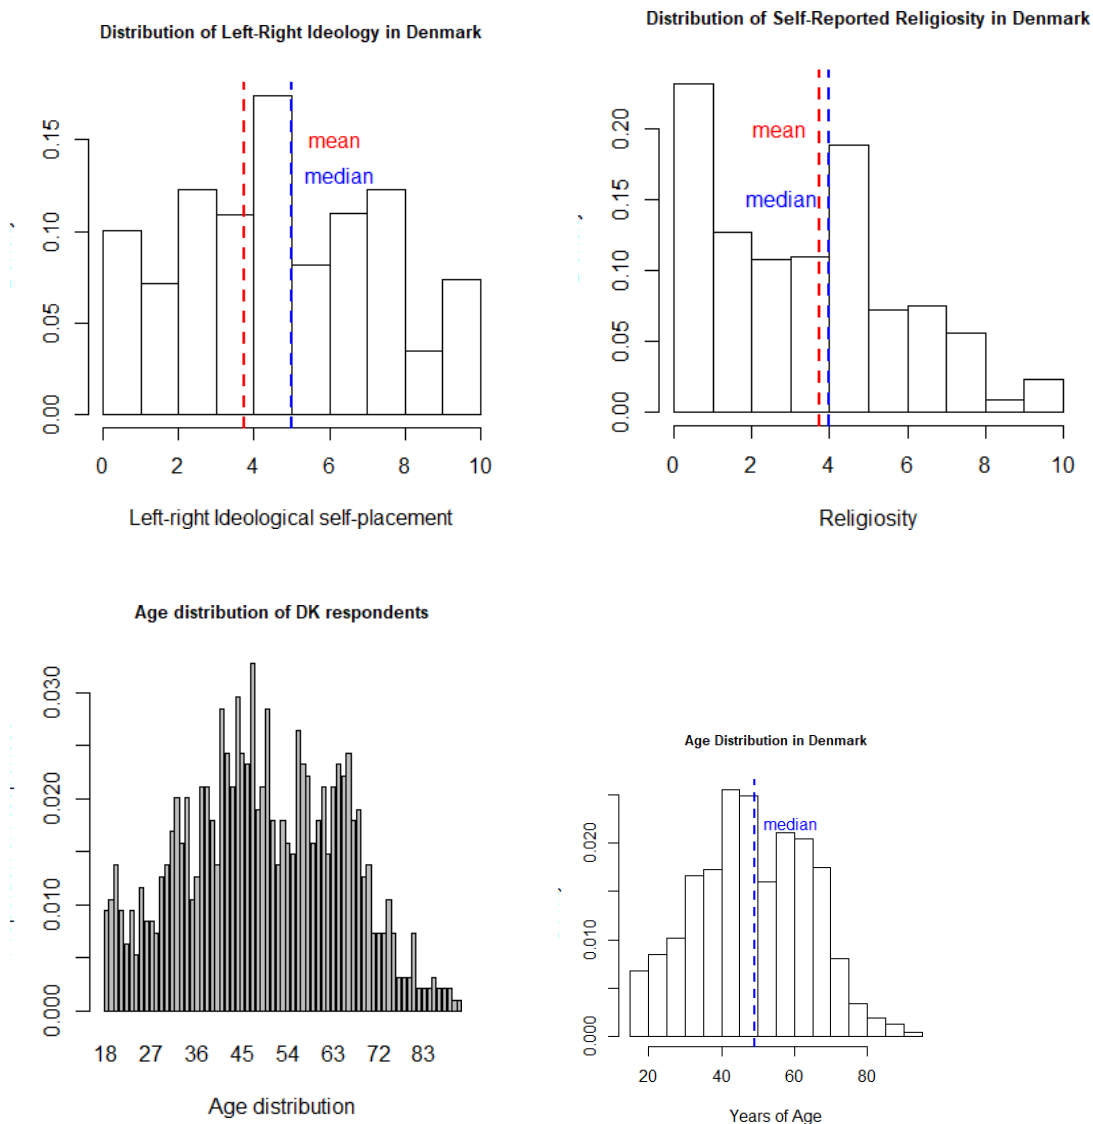 Distribution of Left-Right Ideology in Denmark
mean
median
0.00 0.05 0.10 0.15
0 2 4 6 8 10
Left-right Ideological self-placement
Distribution of Self-Reported Religiosity in Denmark
mean
median
0.00 0.05 0.10 0.15 0.20
0 2 4 6 8 10
Religiosity
Age distribution of DK respondents
0.000 0.010 0.020 0.030
18 27 36 45 54 63 72 83
Age distribution
Age Distribution in Denmark
median
0.000 0.010 0.020
20 40 60 80
Years of Age